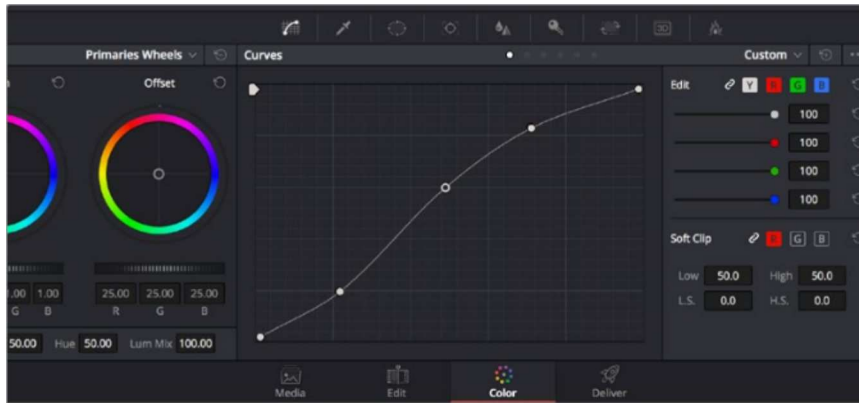 3D
Primaries Wheels
Curves
Custom
Offset
Edit Y R G B
100
100
100
100
Soft Clip R G B
1.00 1.00 25.00 25.00 25.00
G B R G B
Low 50.0 High 50.0
L.S. 0.0 H.S. 0.0
50.00 Hue 50.00 Lum Mix 100.00
Media Edit Color Deliver